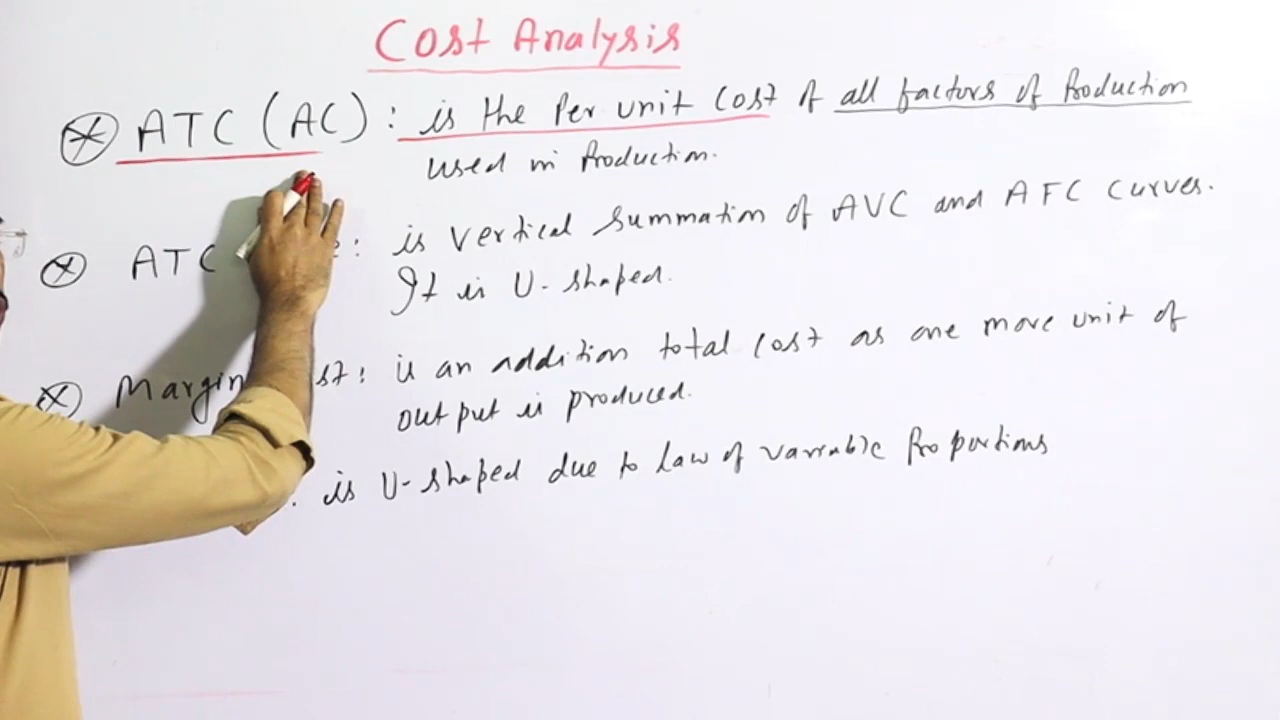 Cost Analysis
ATC (AC) : is the Per unit Cost of all factors of Production
used in Production.
ATC : is vertical summation of AVC and AFC Curves.
It is U-shaped.
Margin st : is an addition total cost as one more unit of
output is produced.
is U-shaped due to law of variable Proportions